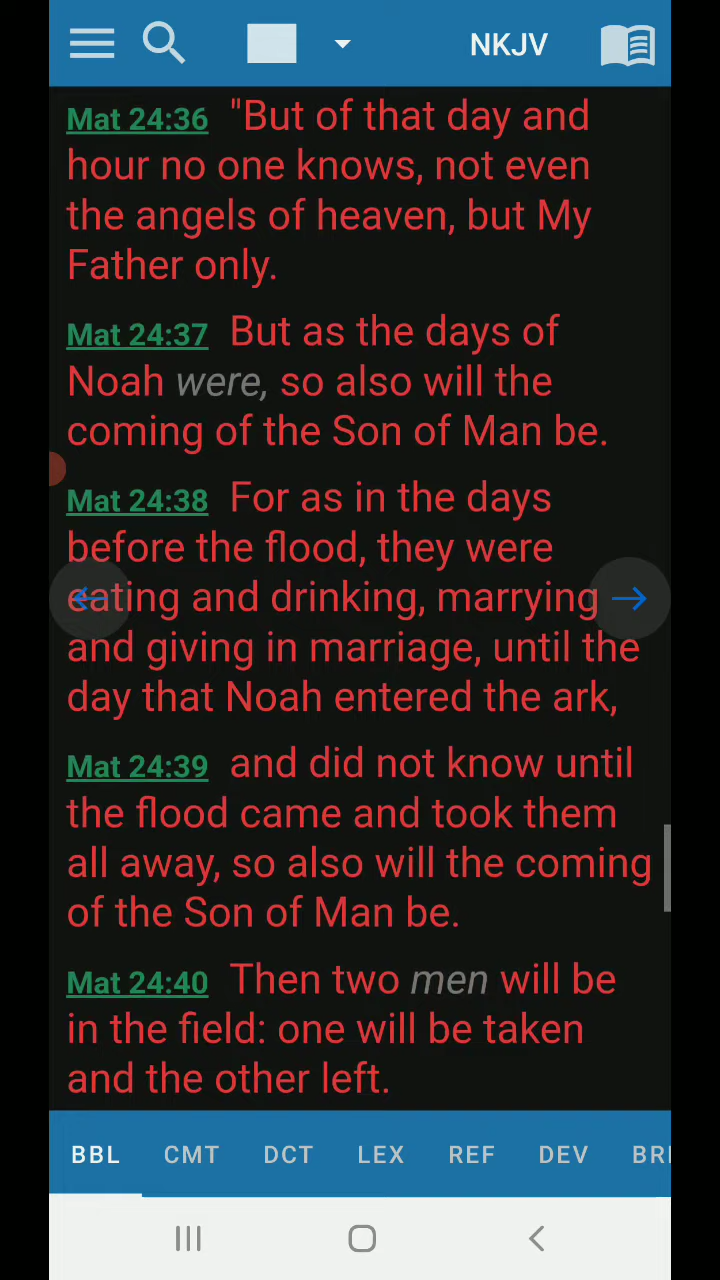 NKJV
Mat 24:36 "But of that day and
hour no one knows, not even
the angels of heaven, but My
Father only.
Mat 24:37 But as the days of
Noah were, so also will the
coming of the Son of Man be.
Mat 24:38 For as in the days
before the flood, they were
eating and drinking, marrying
and giving in marriage, until the
day that Noah entered the ark,
Mat 24:39 and did not know until
the flood came and took them
all away, so also will the coming
of the Son of Man be.
Mat 24:40 Then two men will be
in the field: one will be taken
and the other left.
BBL CMT DCT LEX REF DEV BRI